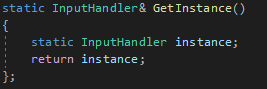 static InputHandler& GetInstance()
{
    static InputHandler instance;
    return instance;
};